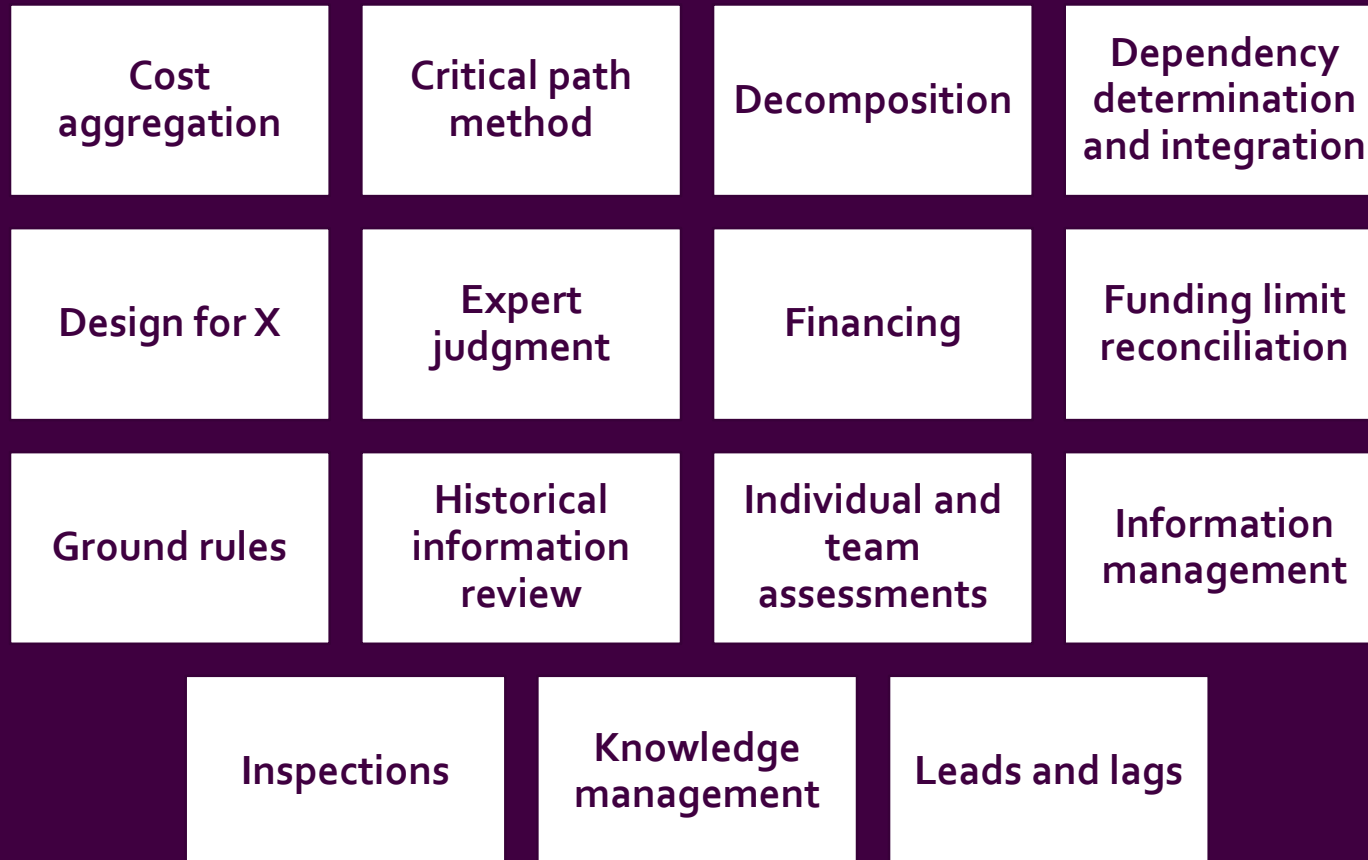 Cost
aggregation
Critical path
method
Decomposition
Dependency
determination
and integration
Design for X
Expert
judgment
Financing
Funding limit
reconciliation
Ground rules
Historical
information
review
Individual and
team
assessments
Information
management
Inspections
Knowledge
management
Leads and lags